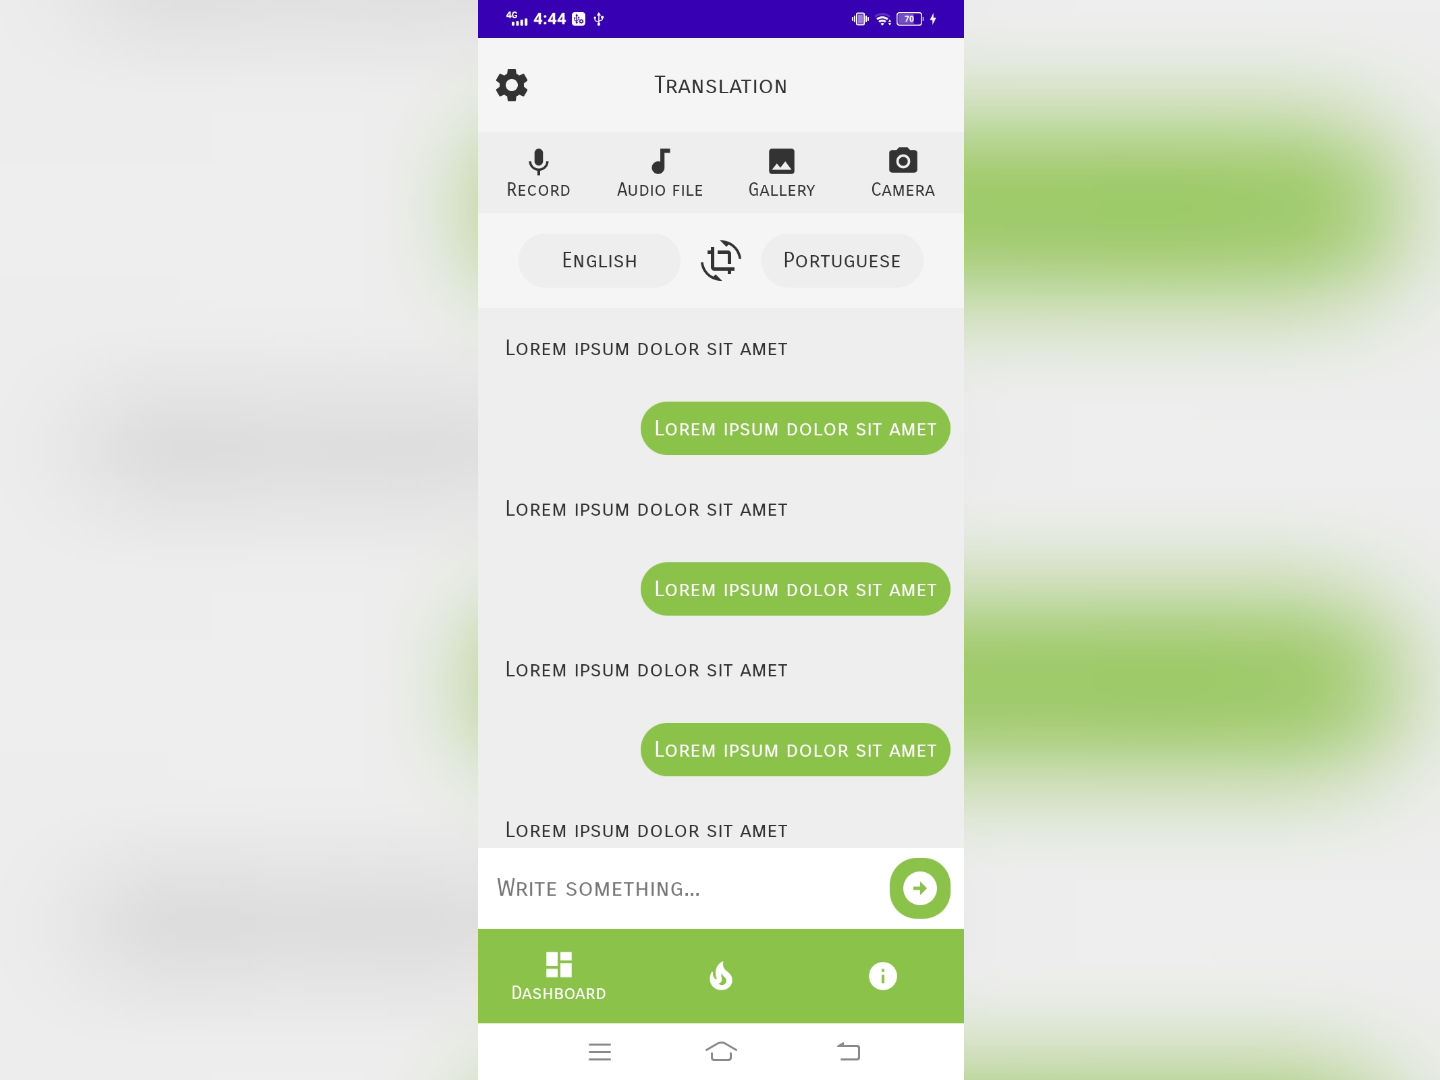 4G 4:44 70
Translation
Record Audio file Gallery Camera
English Portuguese
Lorem ipsum dolor sit amet
Lorem ipsum dolor sit amet
Lorem ipsum dolor sit amet
Lorem ipsum dolor sit amet
Lorem ipsum dolor sit amet
Lorem ipsum dolor sit amet
Lorem ipsum dolor sit amet
Write something...
Dashboard